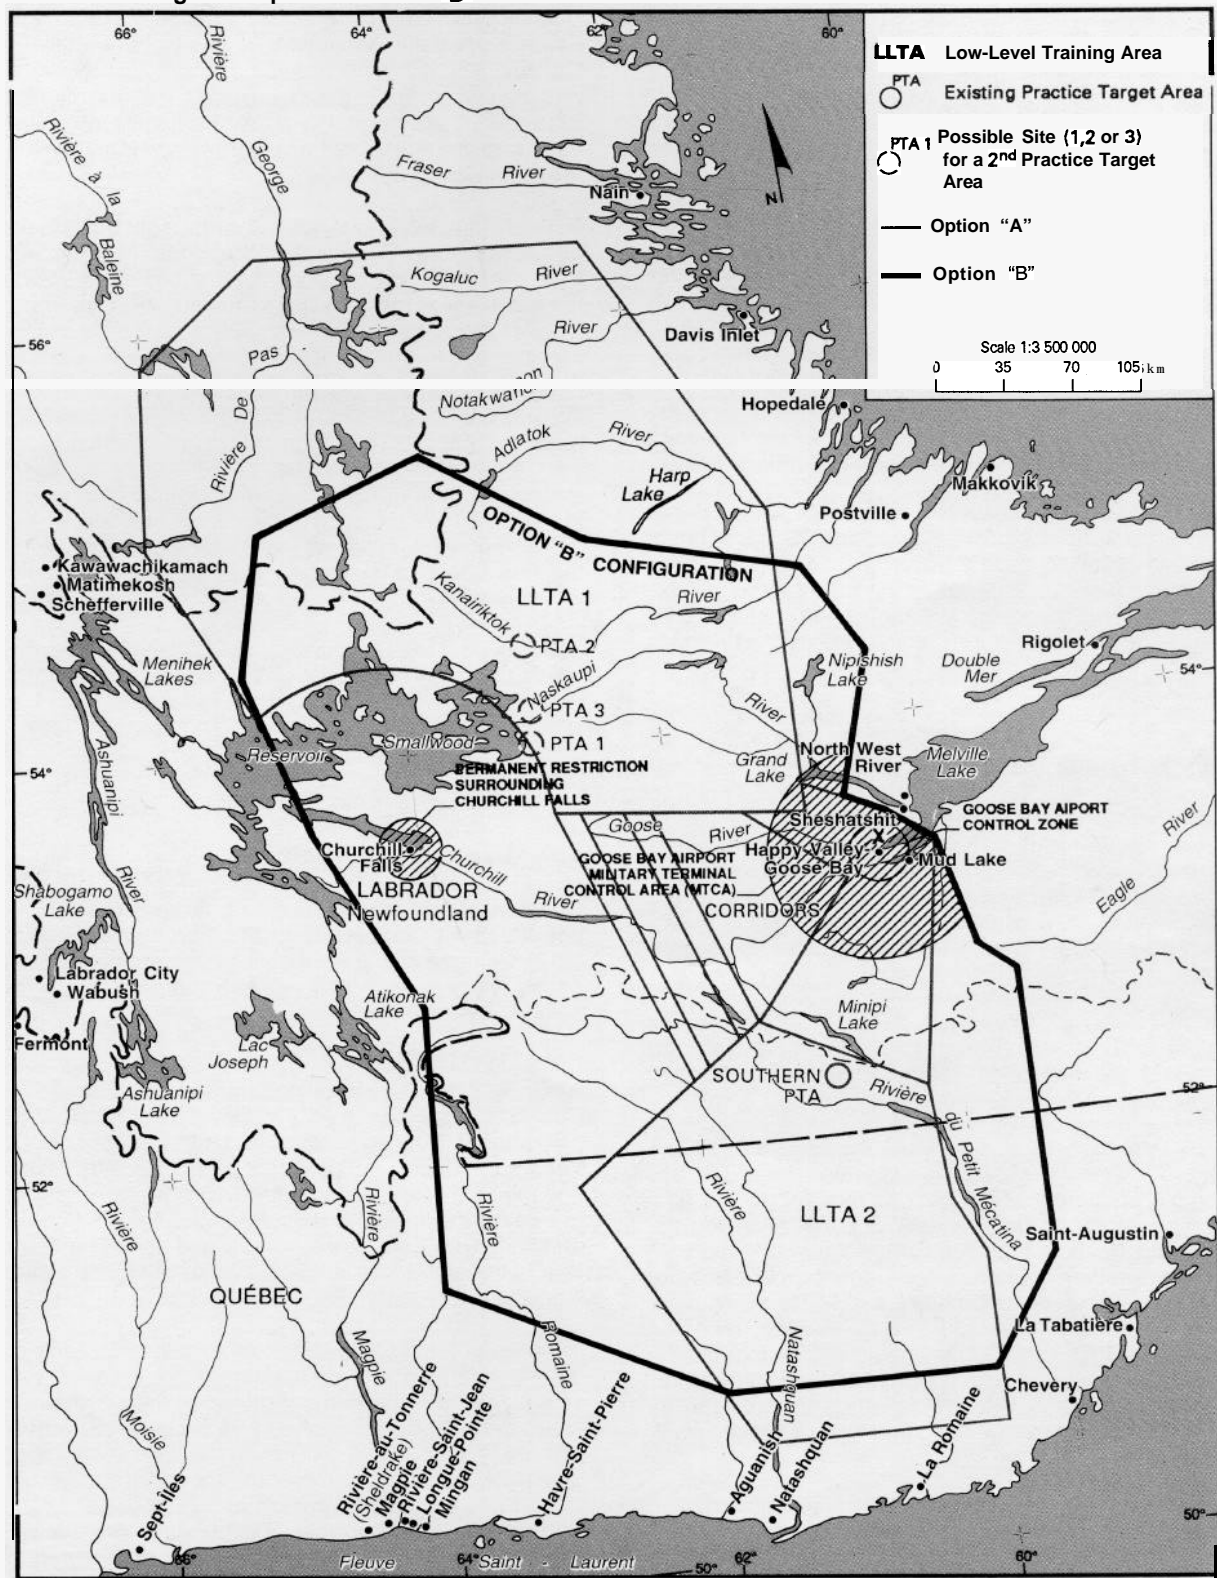 66°
64°
62°
60°
LLTA Low-Level Training Area
PTA
Existing Practice Target Area
PTA 1 Possible Site (1,2 or 3)
for a 2nd Practice Target
Area
Option "A"
Option "B"
Scale 1:3 500 000
0 35 70 105 km
N
Rivière à la
Baleine
Rivière
George
Fraser River
Nain
Kogaluc River
River
Davis Inlet
56°
Pas
De
Rivière
Adlatok River
Harp
Lake
Hopedale
Makkovik
Postville
OPTION "B" CONFIGURATION
Kawawachikamach
Matimekosh
Schefferville
LLTA 1
Kanairiktok
River
PTA 2
Menihek
Lakes
Naskaupi
River
PTA 3
PTA 1
Nipishish
Lake
Double
Mer
Rigolet
54°
Reservoir
Smallwood
PERMANENT RESTRICTION
SURROUNDING
CHURCHILL FALLS
Grand
Lake
North West
River
Melville
Lake
54°
Ashuanipi
River
Sheshatshit
GOOSE BAY AIPORT
CONTROL ZONE
Goose River
Churchill
Falls
Churchill
River
GOOSE BAY AIRPORT
MILITARY TERMINAL
CONTROL AREA (MTCA)
Happy-Valley-
Goose Bay
Mud Lake
CORRIDORS
LABRADOR
Newfoundland
Eagle
River
Shabogamo
Lake
Labrador City
Wabush
Fermont
Atikonak
Lake
Lac
Joseph
Ashuanipi
Lake
Minipi
Lake
SOUTHERN
PTA
Rivière
du Petit Mécatina
52°
52°
LLTA 2
Rivière
Rivière
Rivière
Rivière
Saint-Augustin
QUÉBEC
La Tabatière
Chevery
Moisie
Magpie
Romaine
Natashquan
Sept-Iles
Rivière-au-Tonnerre
(Sheldrake)
Magpie
Rivière-Saint-Jean
Longue-Pointe
Mingan
Havre-Saint-Pierre
Aguanish
Natashquan
La Romaine
50°
66°
Fleuve Saint - Laurent
64°
50°
62°
60°